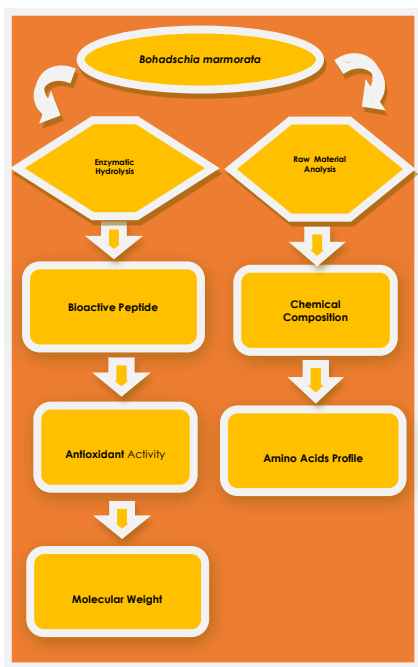 Bohadschia marmorata
Enzymatic
Hydrolysis
Raw Material
Analysis
Bioactive Peptide
Chemical
Composition
Antioxidant Activity
Amino Acids Profile
Molecular Weight